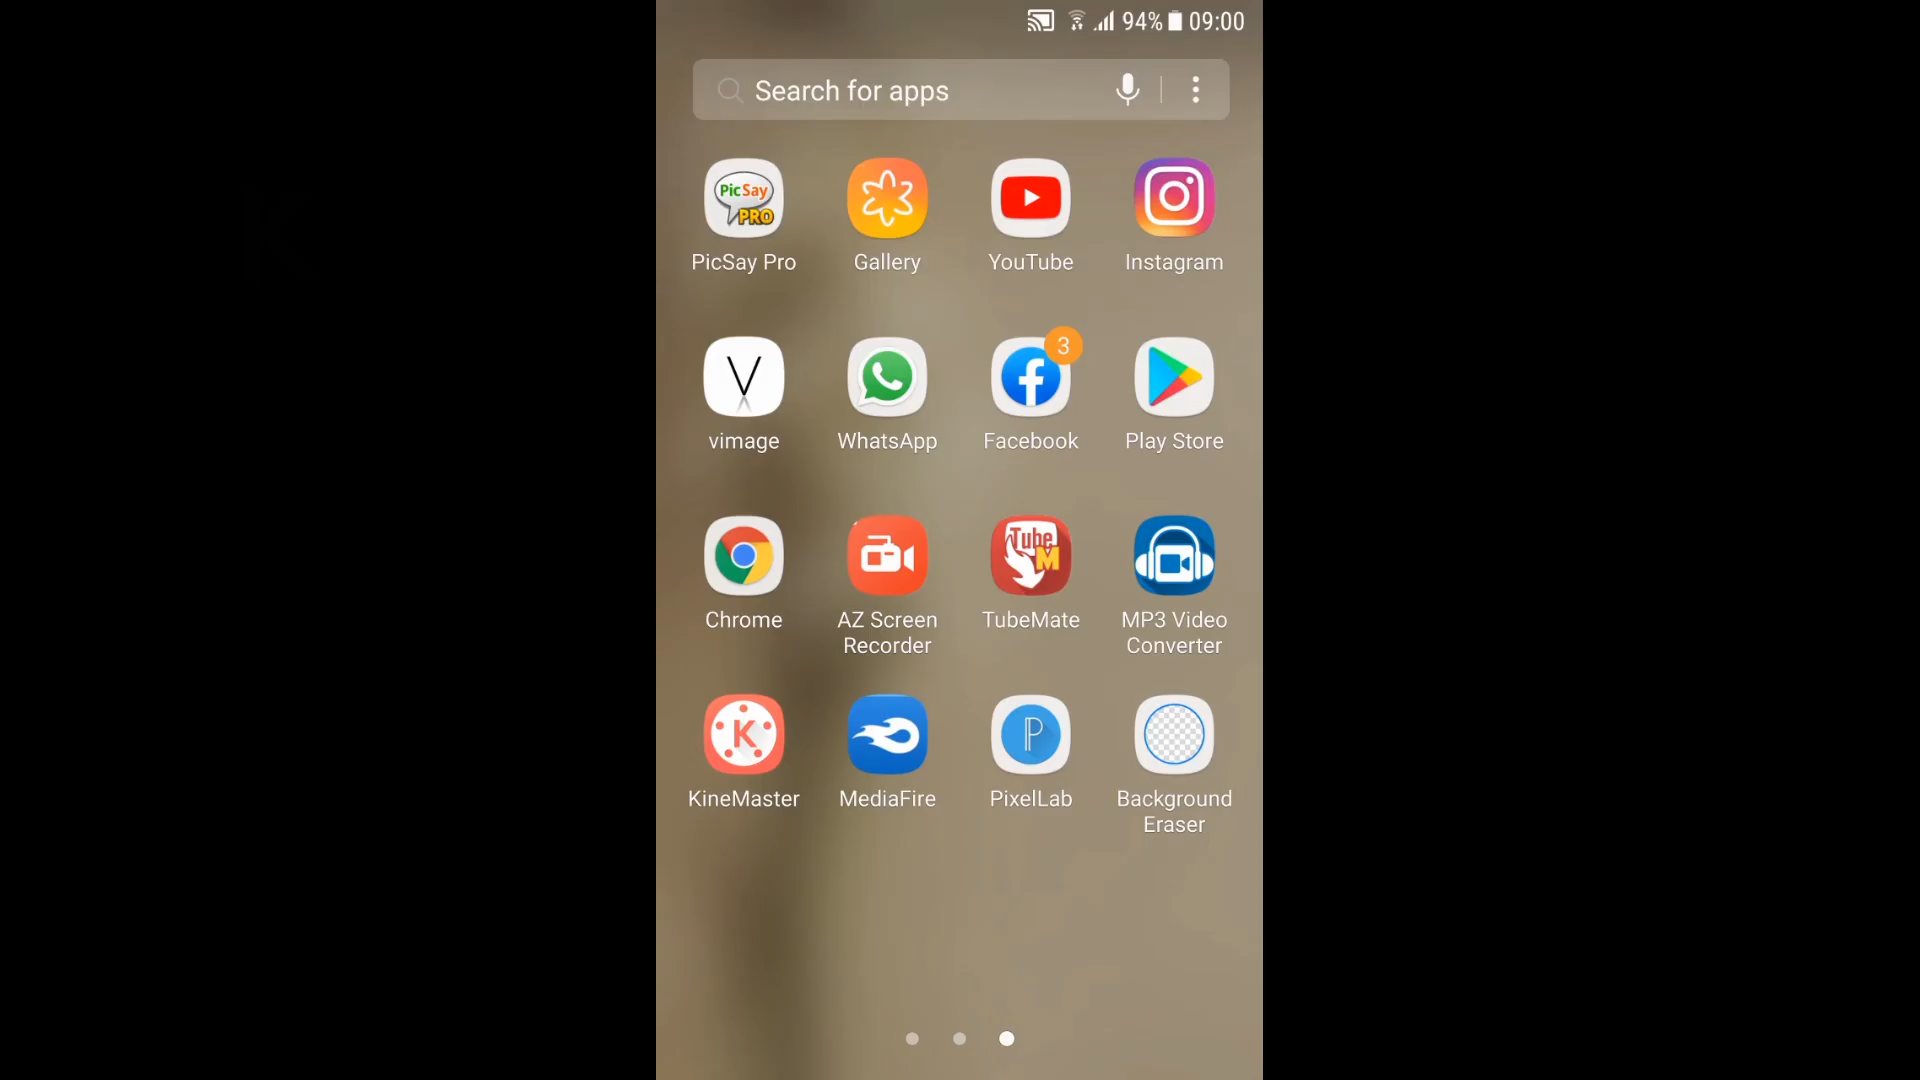 94% 09:00
Search for apps
PicSay
PRO
PicSay Pro
Gallery
YouTube
Instagram
V
3
vimage
WhatsApp
Facebook
Play Store
Tube
M
Chrome
AZ Screen
Recorder
TubeMate
MP3 Video
Converter
K
P
KineMaster
MediaFire
PixelLab
Background
Eraser